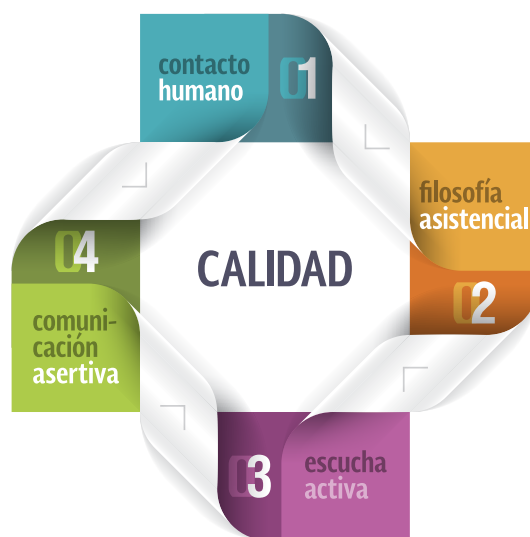 contacto
humano
01
filosofía
asistencial
02
CALIDAD
04
comuni-
cación
asertiva
03
escucha
activa